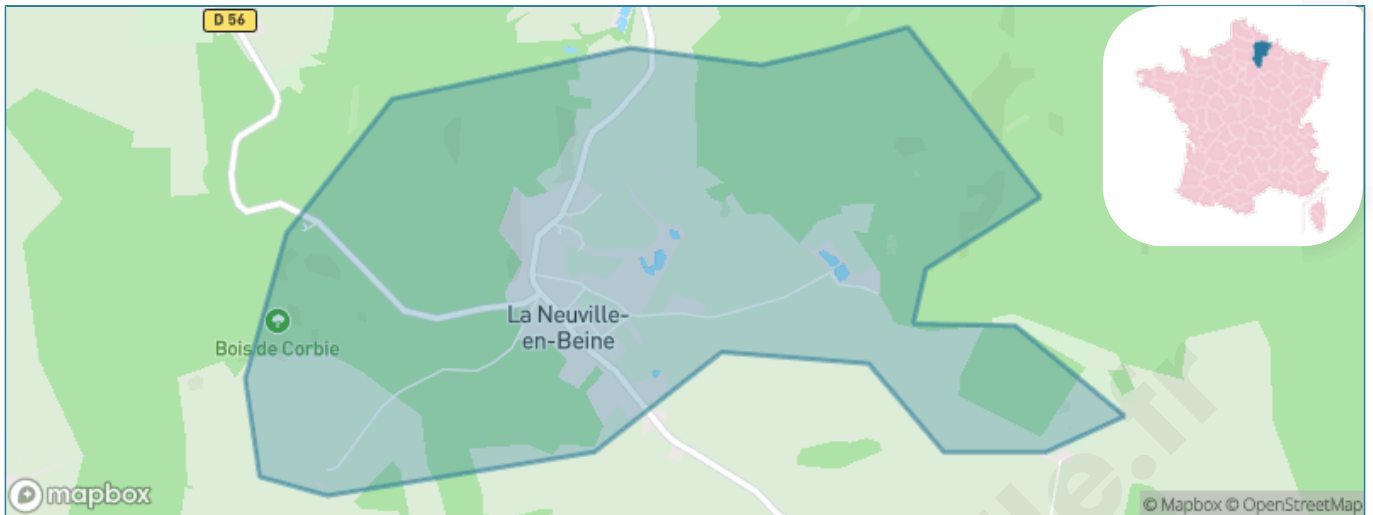 D 56
La Neuville-
en-Beine
Bois de Corbie
mapbox
© Mapbox © OpenStreetMap